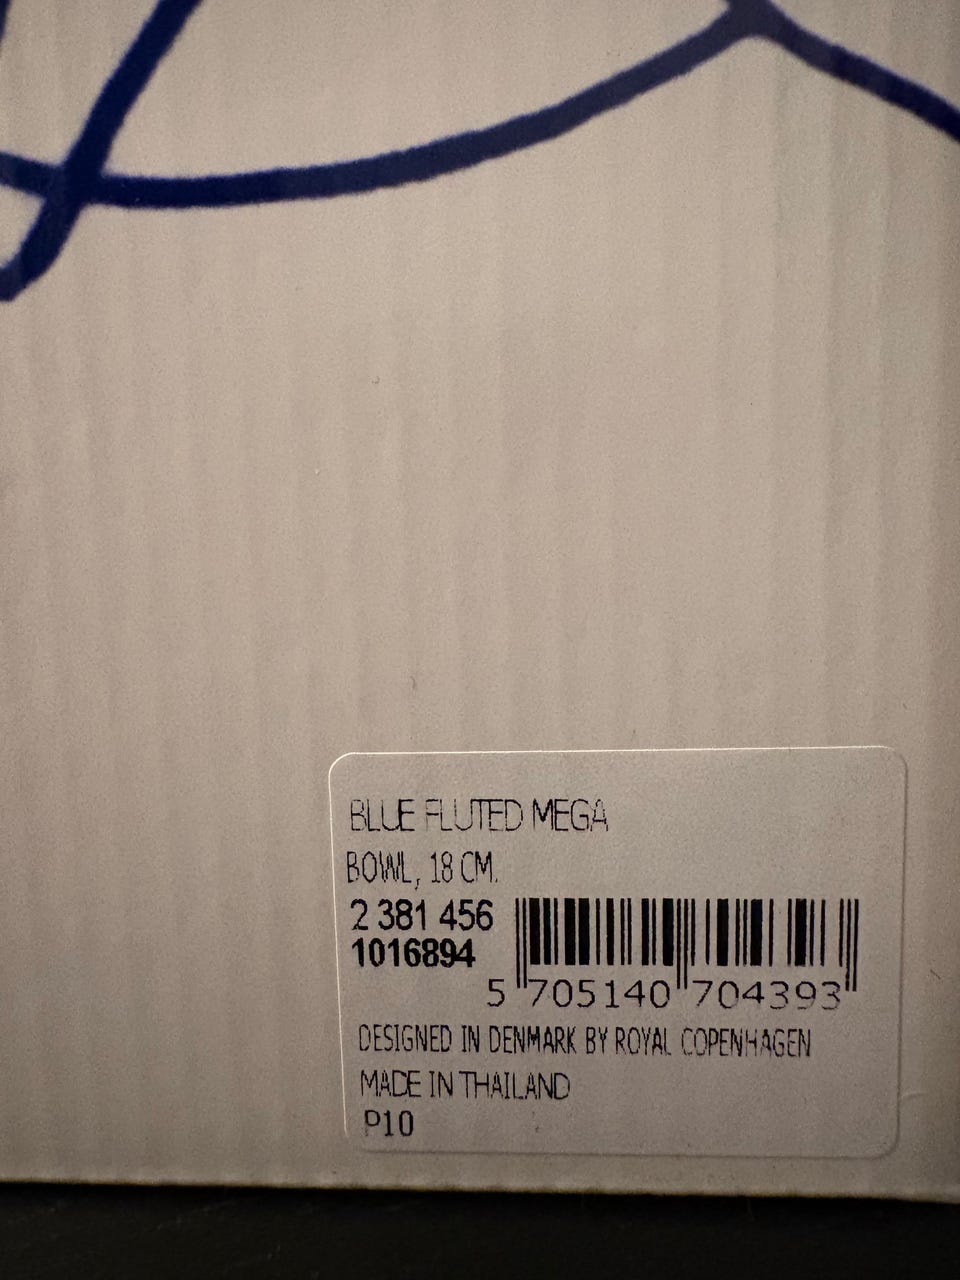 BLUE FLUTED MEGA
BOWL, 18 CM.
2 381 456
1016894
5 705140 704393
DESIGNED IN DENMARK BY ROYAL COPENHAGEN
MADE IN THAILAND
P10